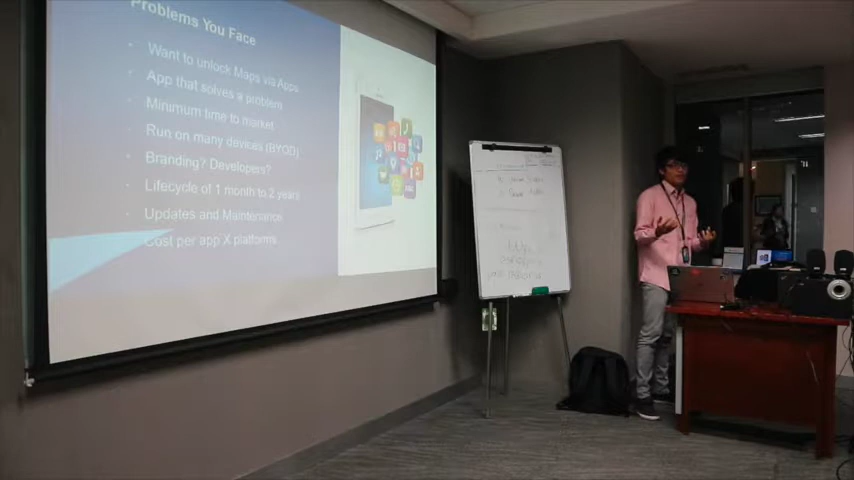 Problems You Face
• Want to unlock Maps via Apps
• App that solves a problem
• Minimum time to market
• Run on many devices (BYOD)
• Branding? Developers?
• Lifecycle of 1 month to 2 years
• Updates and Maintenance
• Cost per app X platforms